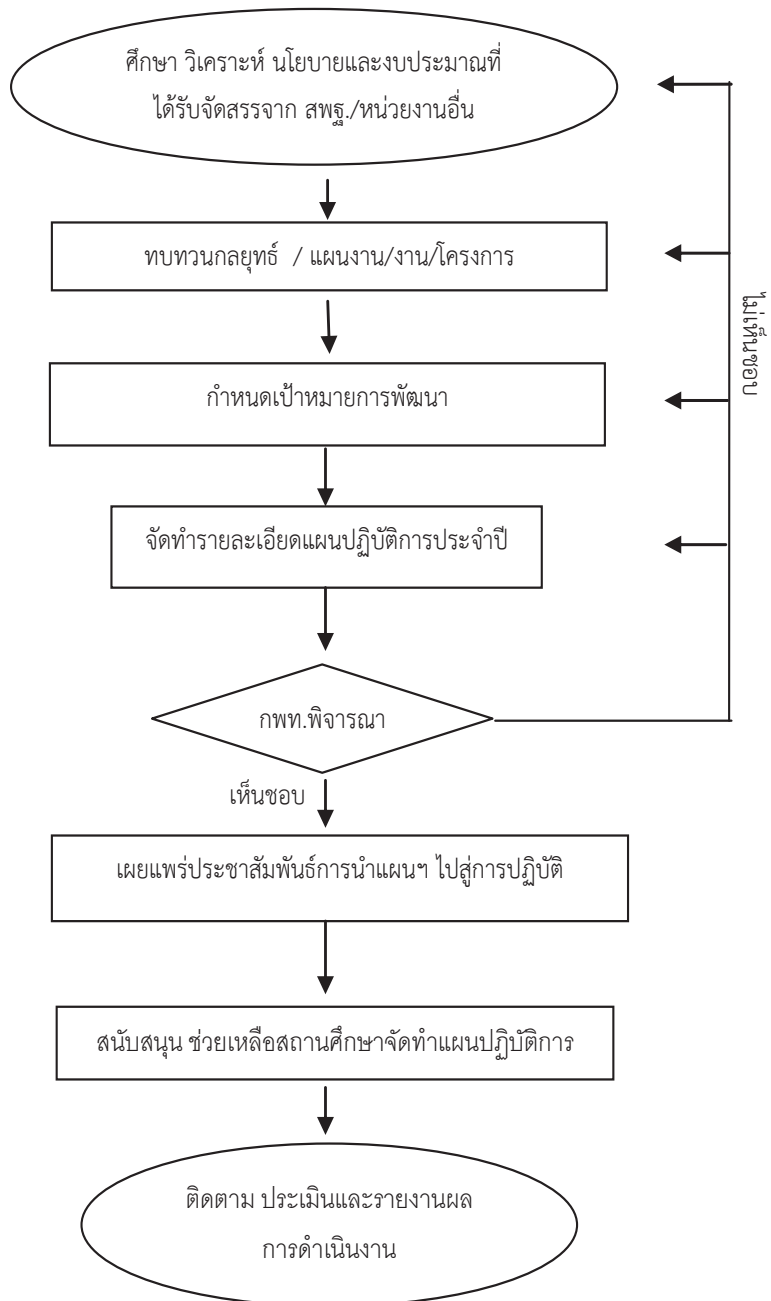 ศึกษา วิเคราะห์ นโยบายและงบประมาณที่
ได้รับจัดสรรจาก สพฐ./หน่วยงานอื่น
ทบทวนกลยุทธ์ / แผนงาน/งาน/โครงการ
กำหนดเป้าหมายการพัฒนา
จัดทำรายละเอียดแผนปฏิบัติการประจำปี
กพท.พิจารณา
ไม่เห็นชอบ
เห็นชอบ
เผยแพร่ประชาสัมพันธ์การนำแผนฯ ไปสู่การปฏิบัติ
สนับสนุน ช่วยเหลือสถานศึกษาจัดทำแผนปฏิบัติการ
ติดตาม ประเมินและรายงานผล
การดำเนินงาน